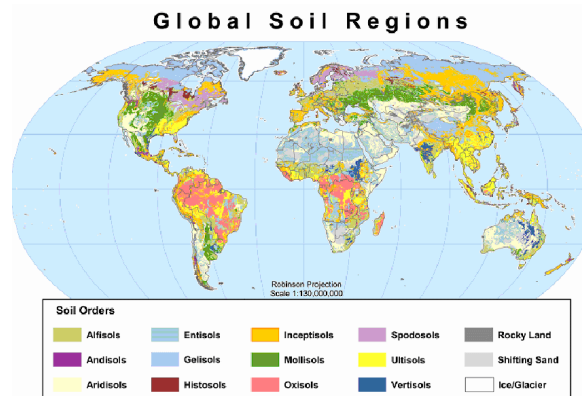 Global Soil Regions
Robinson Projection
Scale 1:130,000,000
Soil Orders
Alfisols
Entisols
Inceptisols
Spodosols
Rocky Land
Andisols
Gelisols
Mollisols
Ultisols
Shifting Sand
Aridisols
Histosols
Oxisols
Vertisols
Ice/Glacier